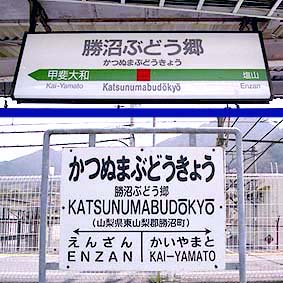 勝沼ぶどう郷
かつぬまぶどうきょう
甲斐大和
塩山
Kai-Yamato
Katsunumabudōkyō
Enzan
かつぬまぶどうきょう
勝沼ぶどう郷
KATSUNUMABUDŌKYŌ
(山梨県東山梨郡勝沼町)
えんざん
かいやまと
ENZAN
KAI-YAMATO